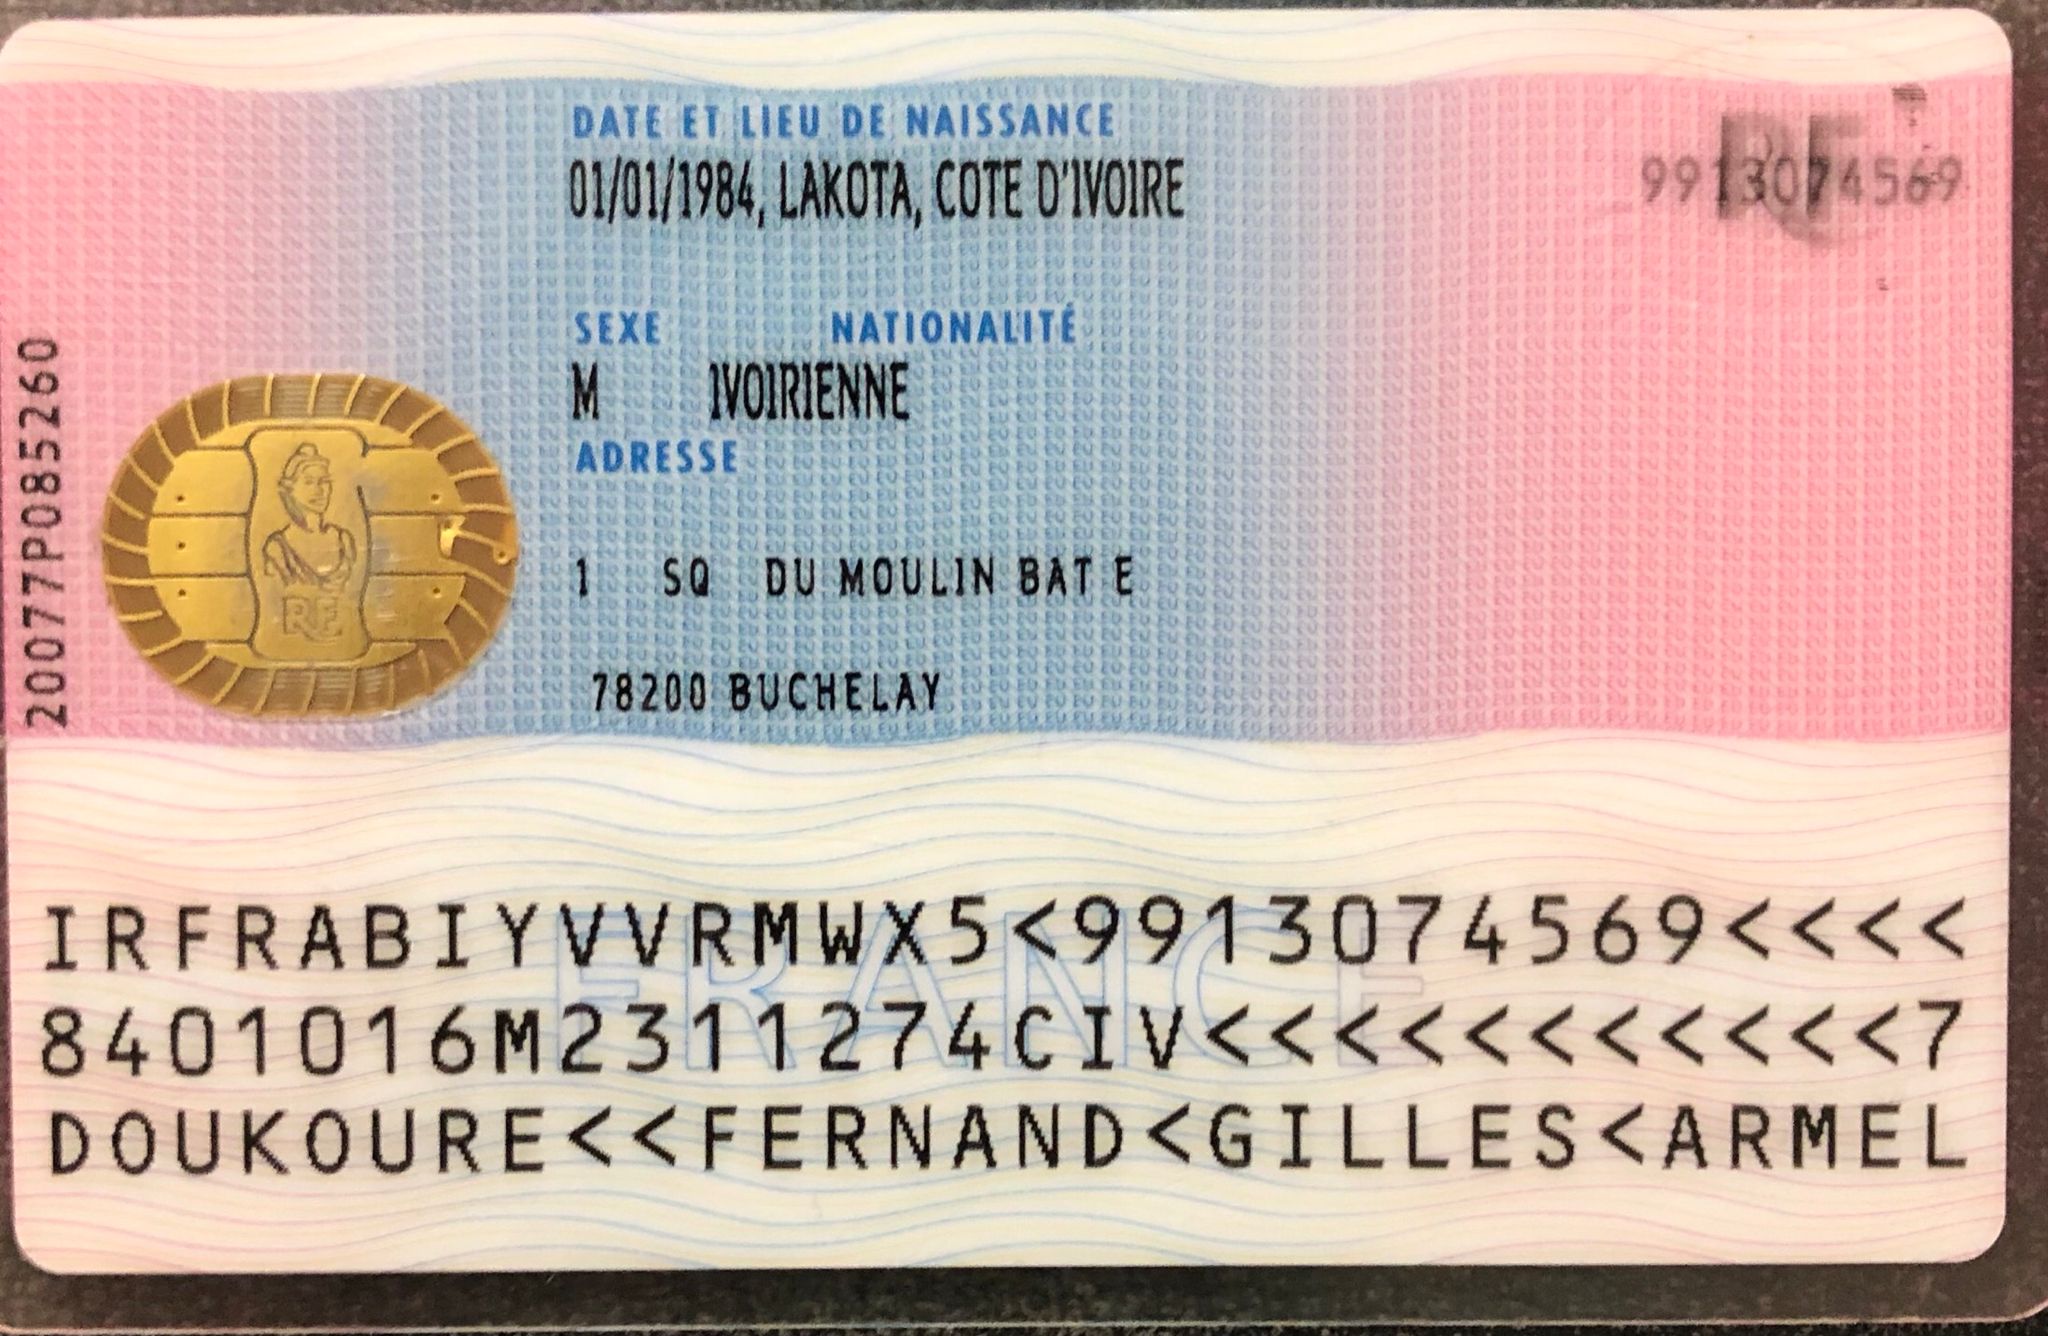 DATE ET LIEU DE NAISSANCE
01/01/1984, LAKOTA, COTE D'IVOIRE
9913074569
SEXE NATIONALITÉ
M IVOIRIENNE
ADRESSE
1 SQ DU MOULIN BAT E
78200 BUCHELAY
20077P085260
RF
RF
FRANCE
IRFRABIYVVRMWX5<9913074569<<<<
8401016M2311274CIV<<<<<<<<<<<7
DOUKOURE<<FERNAND<GILLES<ARMEL